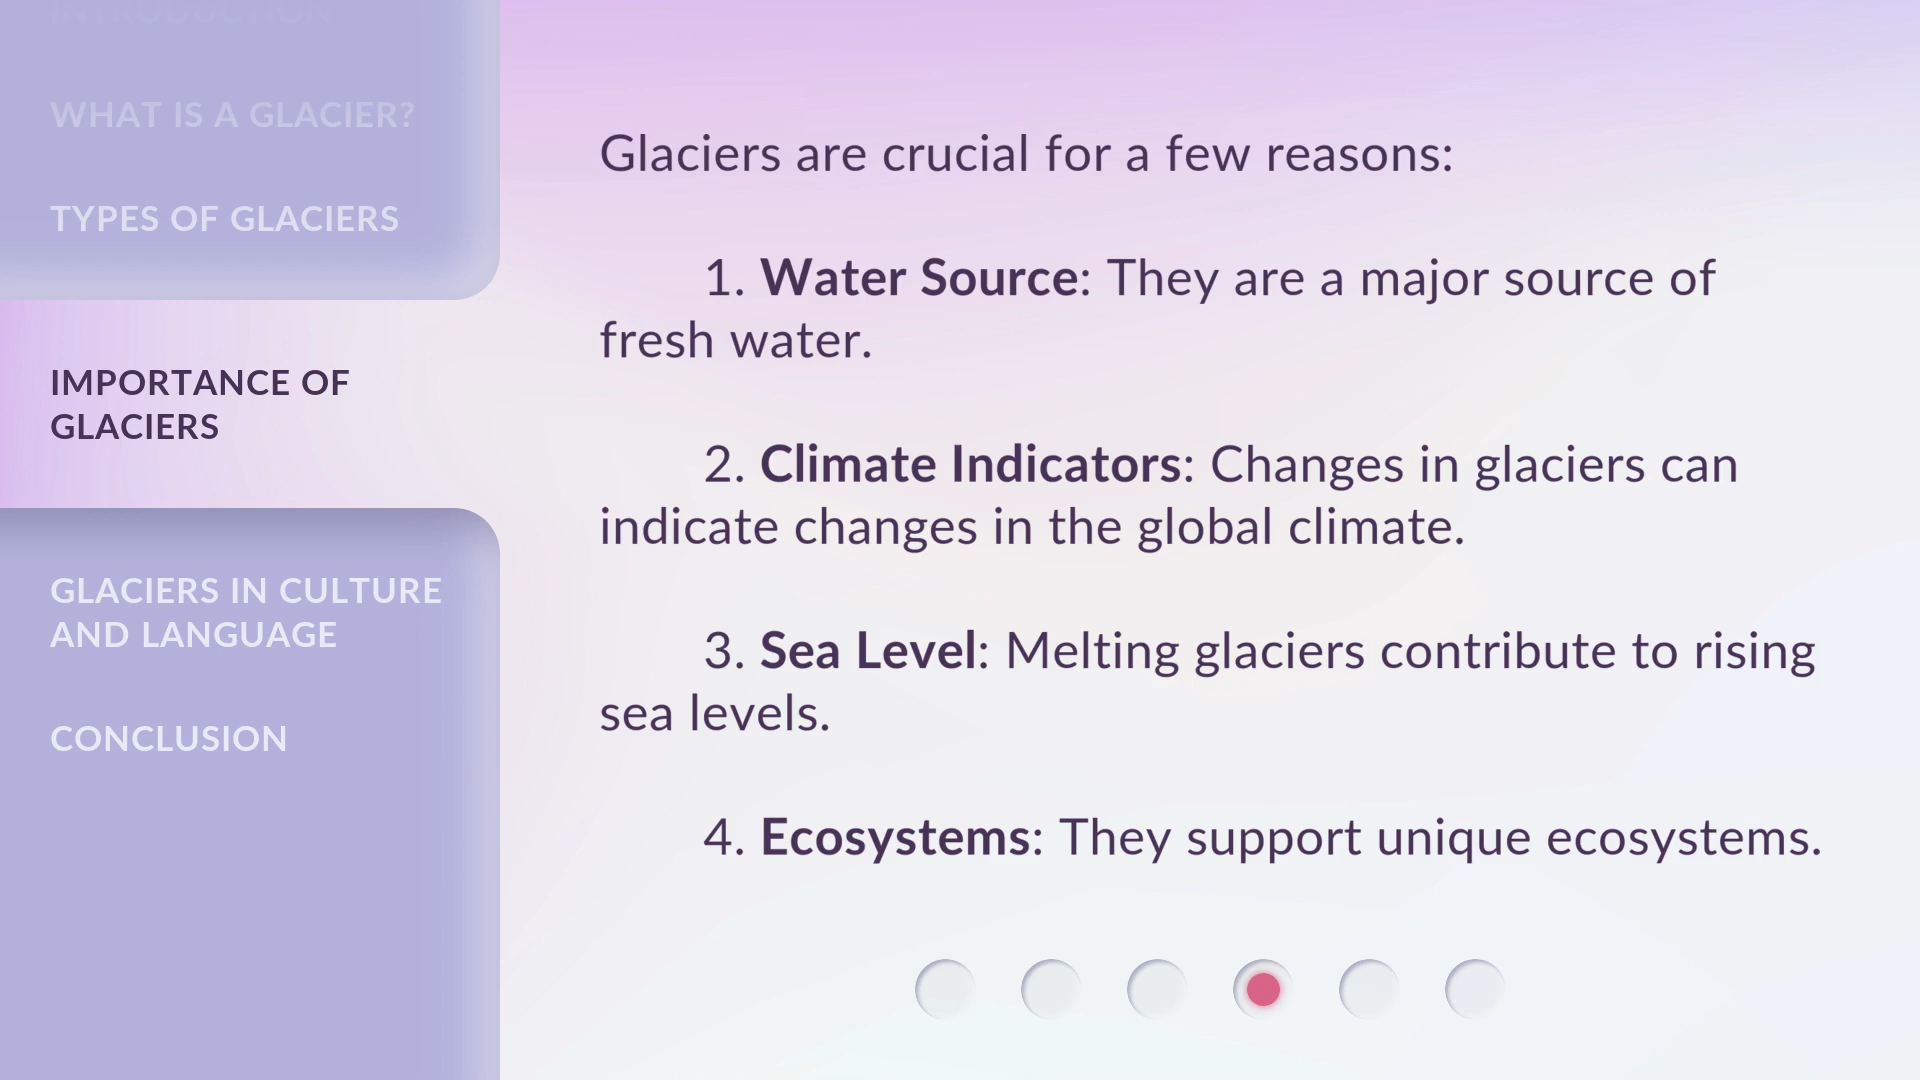 INTRODUCTION
WHAT IS A GLACIER?
TYPES OF GLACIERS
IMPORTANCE OF
GLACIERS
GLACIERS IN CULTURE
AND LANGUAGE
CONCLUSION
Glaciers are crucial for a few reasons:
1. Water Source: They are a major source of
fresh water.
2. Climate Indicators: Changes in glaciers can
indicate changes in the global climate.
3. Sea Level: Melting glaciers contribute to rising
sea levels.
4. Ecosystems: They support unique ecosystems.